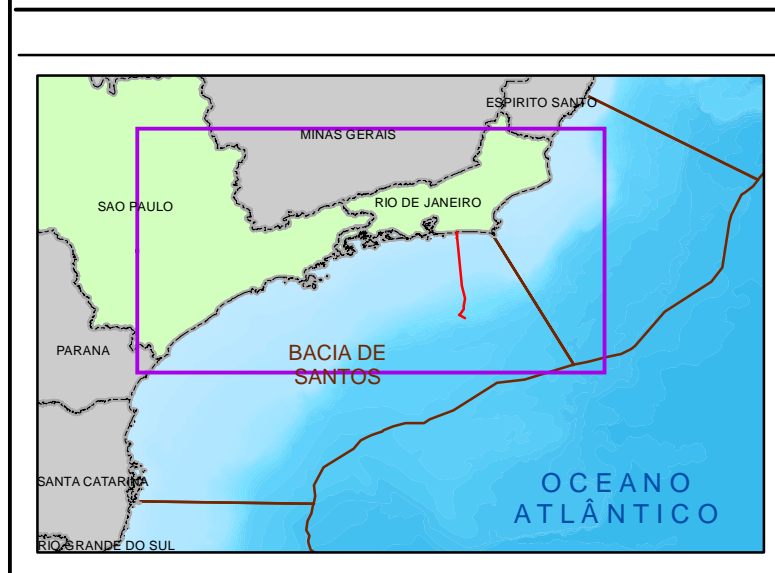 ESPIRITO SANTO
MINAS GERAIS
SAO PAULO
RIO DE JANEIRO
PARANA
BACIA DE
SANTOS
SANTA CATARINA
OCEANO
ATLÂNTICO
RIO GRANDE DO SUL